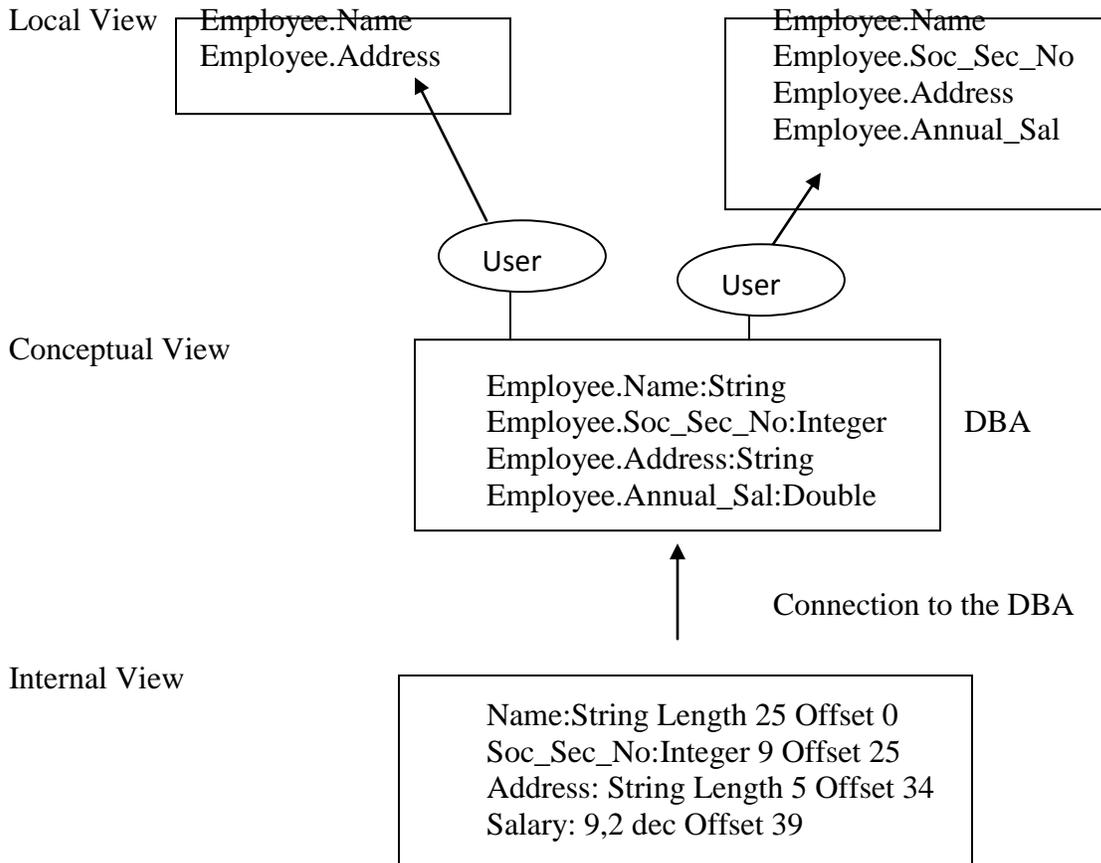 Local View
Employee.Name
Employee.Address
Employee.Name
Employee.Soc_Sec_No
Employee.Address
Employee.Annual_Sal
User
User
Conceptual View
Employee.Name:String
Employee.Soc_Sec_No:Integer
Employee.Address:String
Employee.Annual_Sal:Double
DBA
Connection to the DBA
Internal View
Name:String Length 25 Offset 0
Soc_Sec_No:Integer 9 Offset 25
Address: String Length 5 Offset 34
Salary: 9,2 dec Offset 39